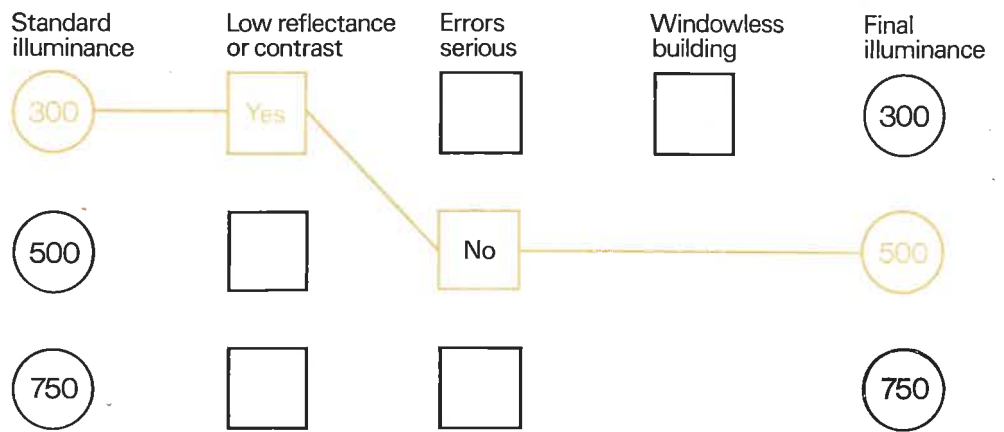 Standard illuminance
Low reflectance or contrast
Errors serious
Windowless building
Final illuminance
300
Yes
300
500
No
500
750
750